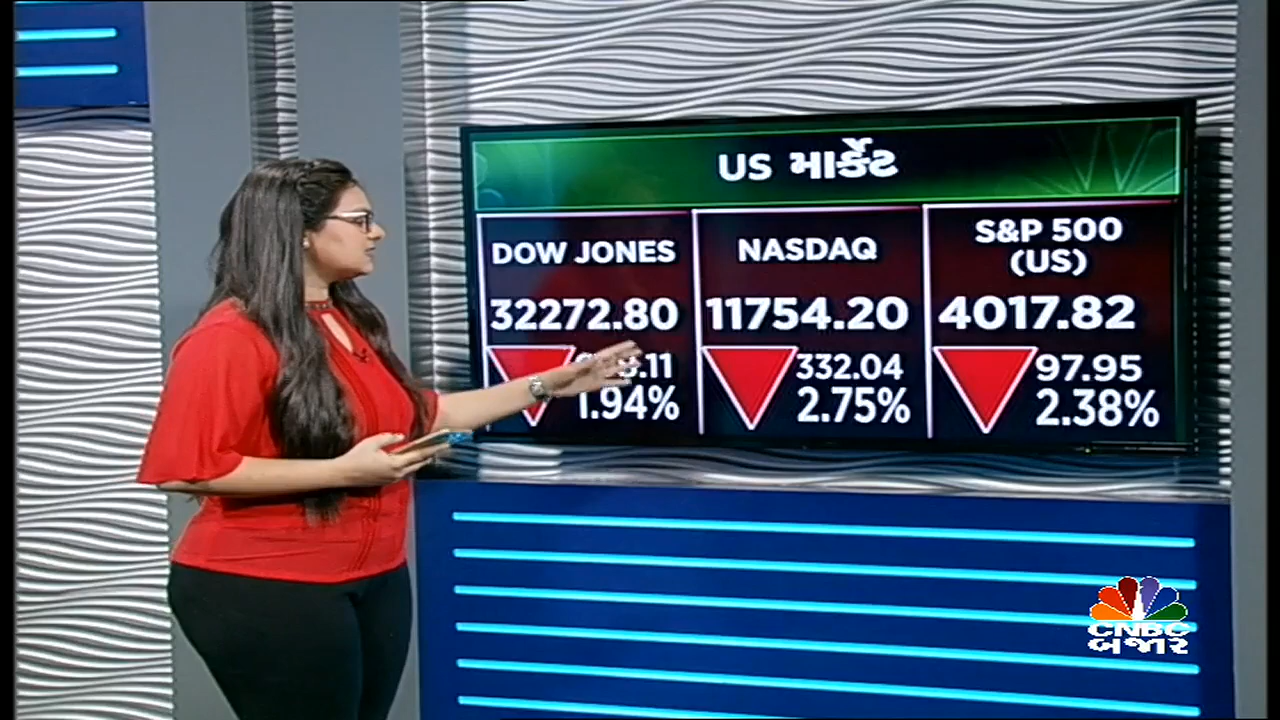 US માર્કેટ
DOW JONES
32272.80
1.94%
NASDAQ
11754.20
332.04
2.75%
S&P 500
(US)
4017.82
97.95
2.38%
CNBC
બજાર